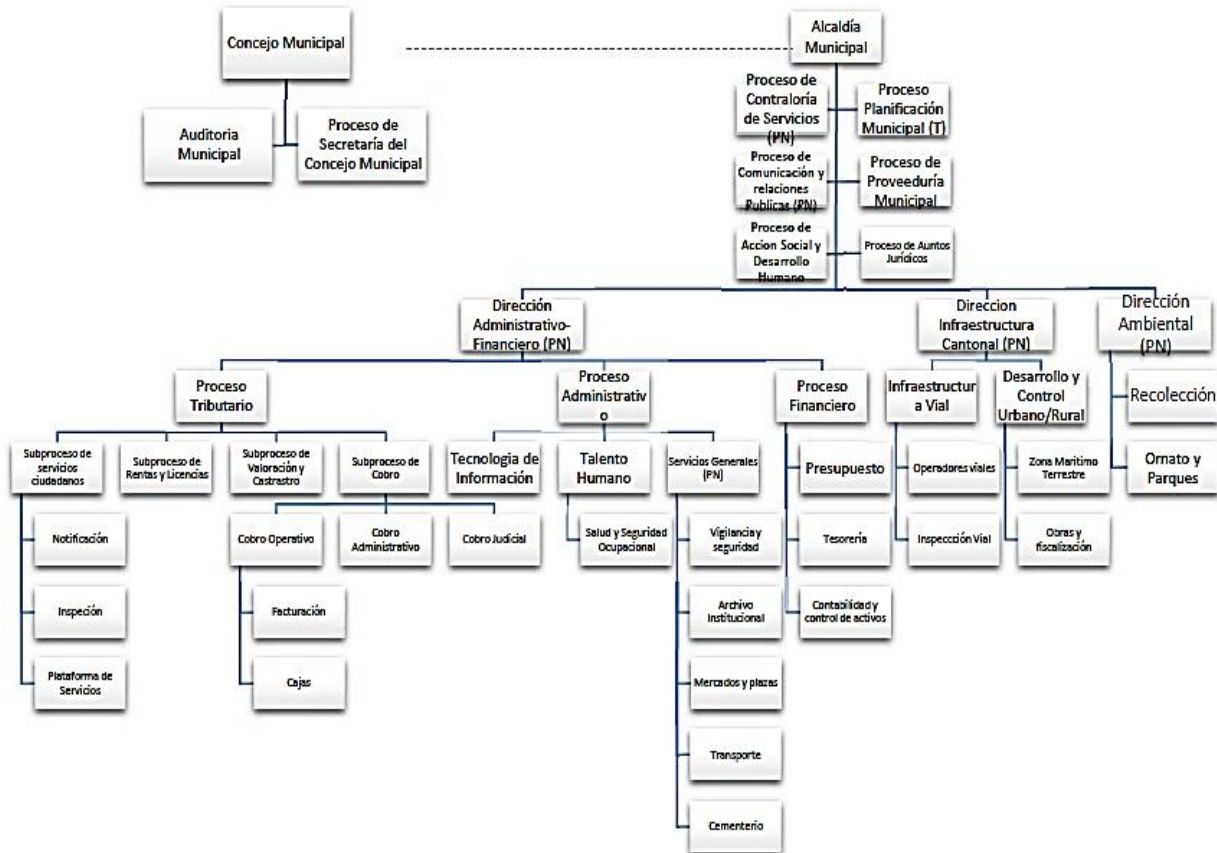 Concejo Municipal
Alcaldía
Municipal
Auditoria
Municipal
Proceso de
Secretaría del
Concejo Municipal
Proceso de
Contraloría
de Servicios
(PN)
Proceso
Planificación
Municipal (T)
Proceso de
Comunicación y
relaciones
Publicas (PN)
Proceso de
Proveeduría
Municipal
Proceso de
Accion Social y
Desarrollo
Humano
Proceso de Auntos
Jurídicos
Dirección
Administrativo-
Financiero (PN)
Direccion
Infraestructura
Cantonal (PN)
Dirección
Ambiental
(PN)
Proceso
Tributario
Proceso
Administrativ
o
Proceso
Financiero
Infraestructur
a Vial
Desarrollo y
Control
Urbano/Rural
Recolección
Subproceso de
servicios
ciudadanos
Subproceso de
Rentas y Licencias
Subproceso de
Valoración y
Castrastro
Subproceso de
Cobro
Tecnologia de
Información
Talento
Humano
Servicios Generales
(PN)
Presupuesto
Operadores viales
Zona Maritimo
Terrestre
Ornato y
Parques
Notificación
Cobro Operativo
Cobro
Administrativo
Cobro Judicial
Salud y Seguridad
Ocupacional
Vigilancia y
seguridad
Tesorería
Inspeccción Vial
Obras y
fiscalización
Inspeción
Facturación
Archivo
Institucional
Contabilidad y
control de activos
Plataforma de
Servicios
Cajas
Mercados y plazas
Transporte
Cementerio